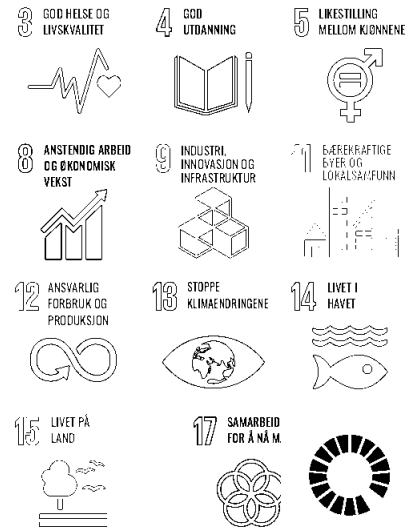 3 GOD HELSE OG
LIVSKVALITET
4 GOD
UTDANNING
5 LIKESTILLING
MELLOM KJØNNENE
8 ANSTENDIG ARBEID
OG ØKONOMISK
VEKST
9 INDUSTRI,
INNOVASJON OG
INFRASTRUKTUR
11 BÆREKRAFTIGE
BYER OG
LOKALSAMFUNN
12 ANSVARLIG
FORBRUK OG
PRODUKSJON
13 STOPPE
KLIMAENDRINGENE
14 LIVET I
HAVET
15 LIVET PÅ
LAND
17 SAMARBEID
FOR Å NÅ M